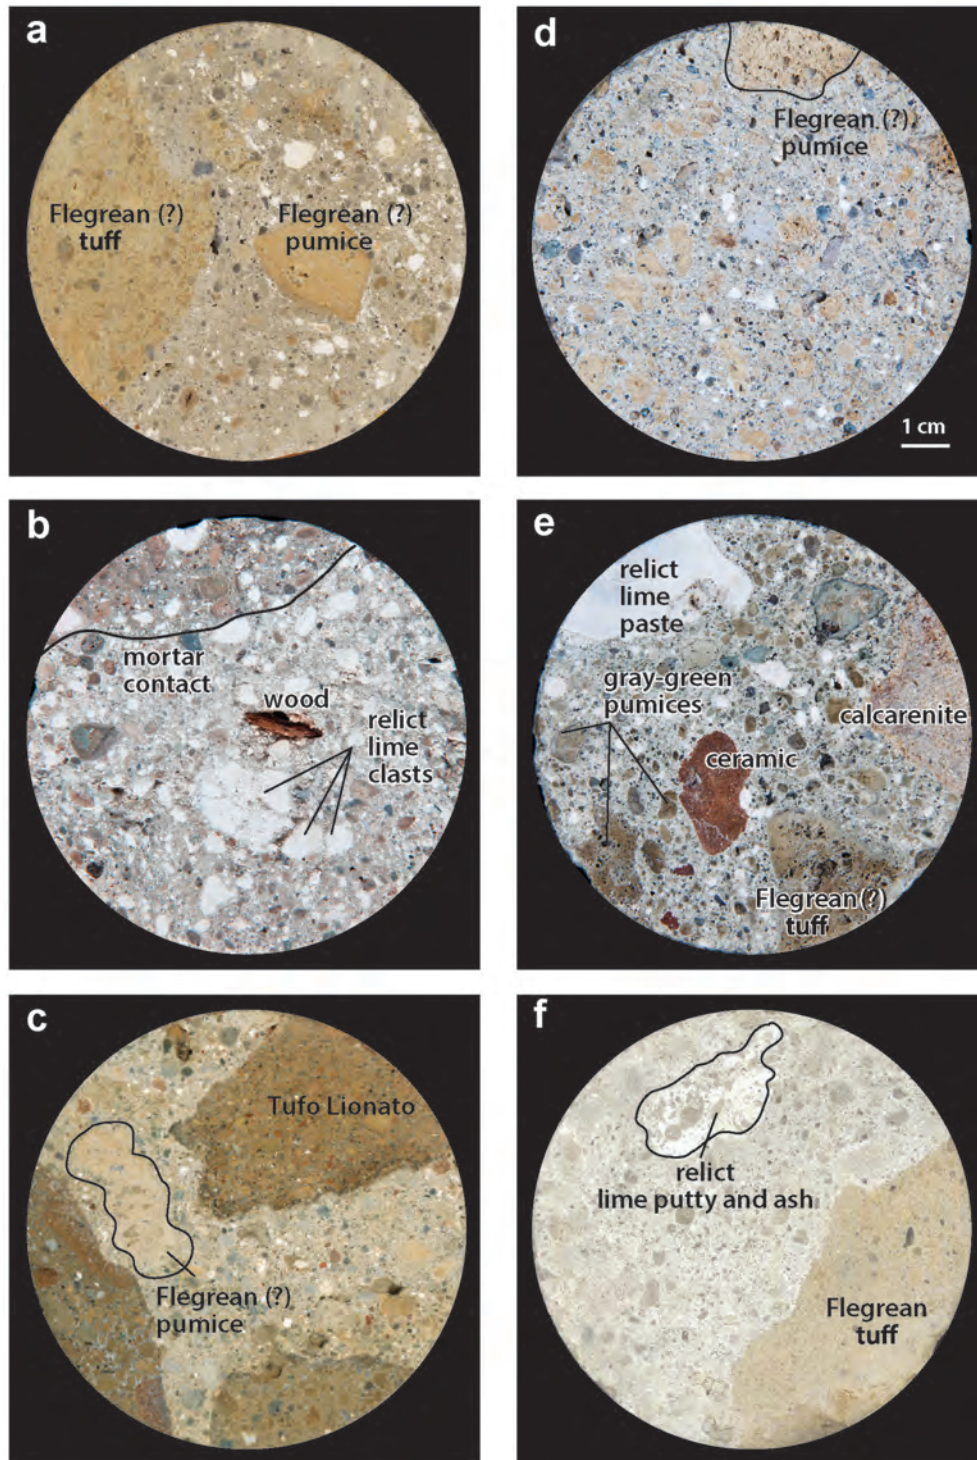 a
Flegrean (?)
tuff
Flegrean (?)
pumice
d
Flegrean (?)
pumice
1 cm
b
mortar
contact
wood
relict
lime
clasts
e
relict
lime
paste
gray-green
pumices
calcarenite
ceramic
Flegrean(?)
tuff
c
Tufo Lionato
Flegrean (?)
pumice
f
relict
lime putty and ash
Flegrean
tuff